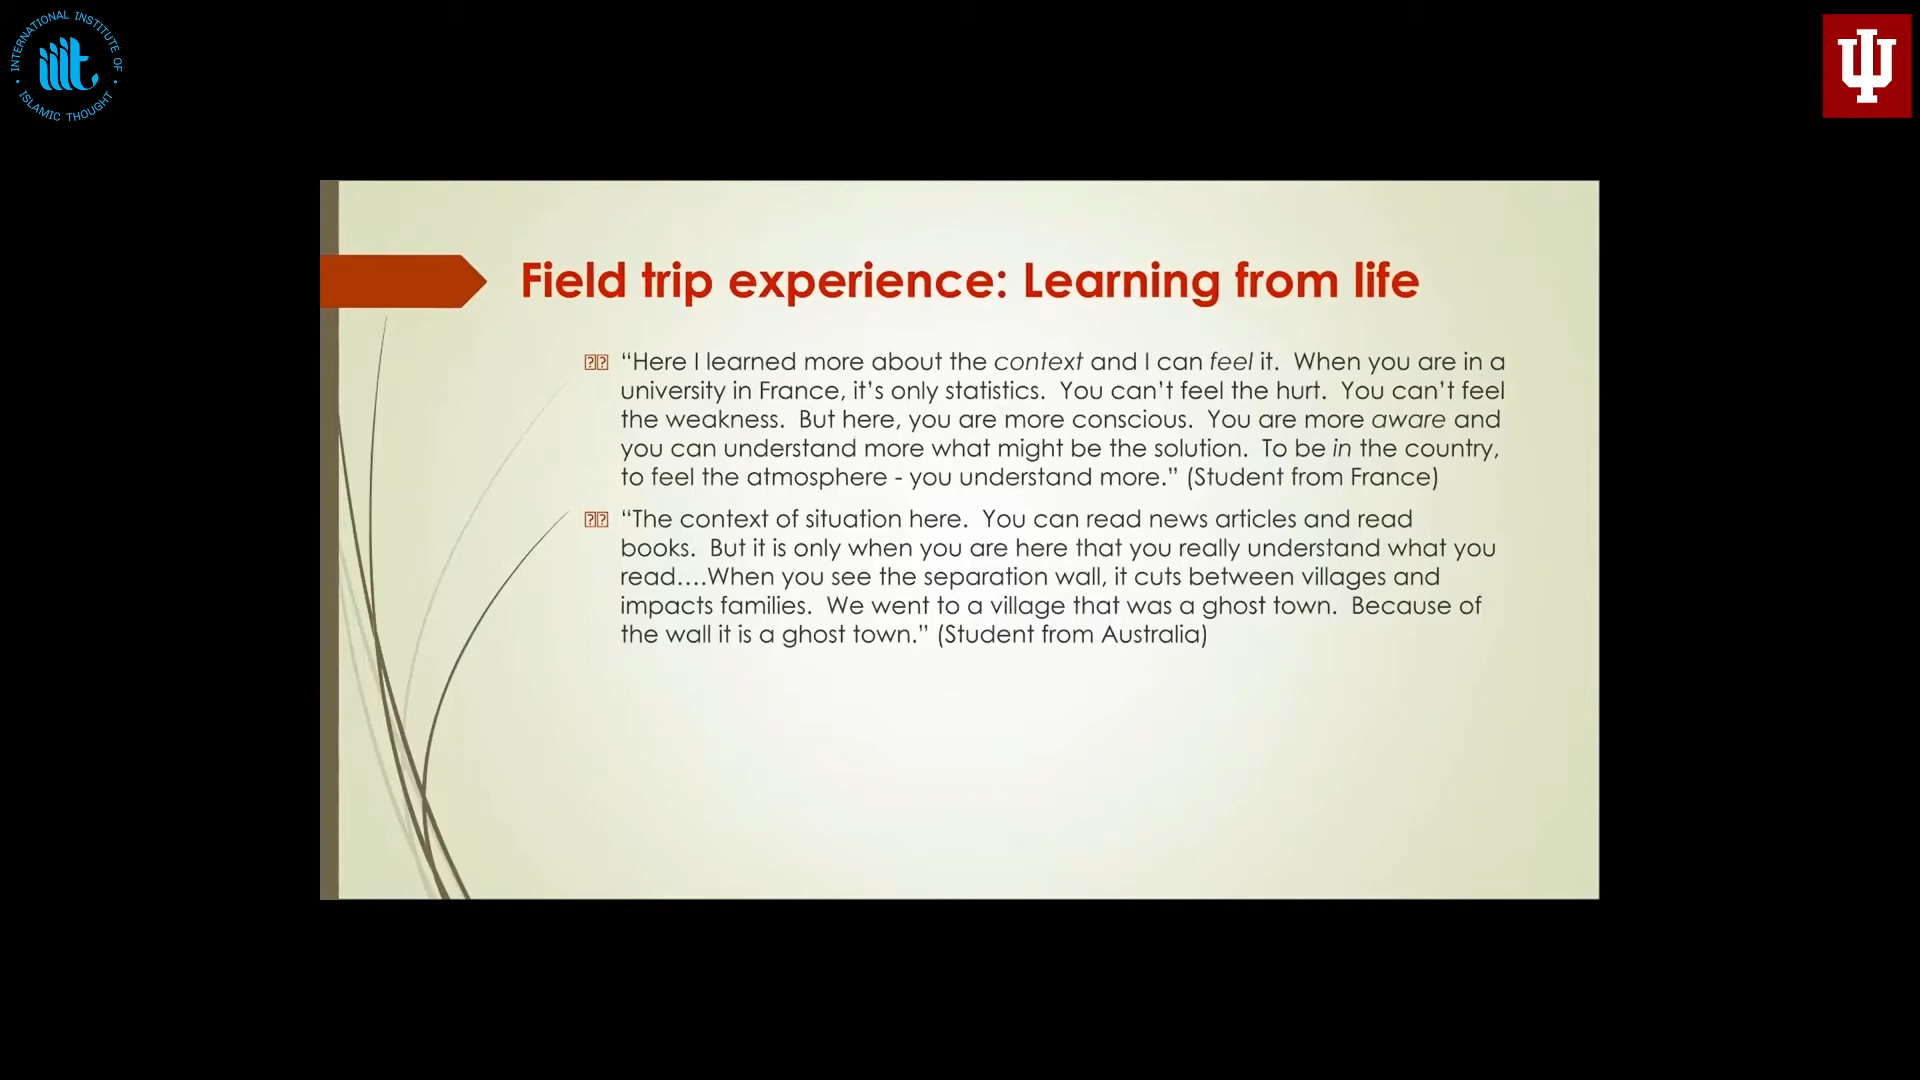 INTERNATIONAL INSTITUTE OF
ISLAMIC THOUGHT
iiit
Field trip experience: Learning from life
“Here I learned more about the context and I can feel it.  When you are in a
university in France, it’s only statistics.  You can’t feel the hurt.  You can’t feel
the weakness.  But here, you are more conscious.  You are more aware and
you can understand more what might be the solution.  To be in the country,
to feel the atmosphere - you understand more.” (Student from France)
“The context of situation here.  You can read news articles and read
books.  But it is only when you are here that you really understand what you
read….When you see the separation wall, it cuts between villages and
impacts families.  We went to a village that was a ghost town.  Because of
the wall it is a ghost town.” (Student from Australia)